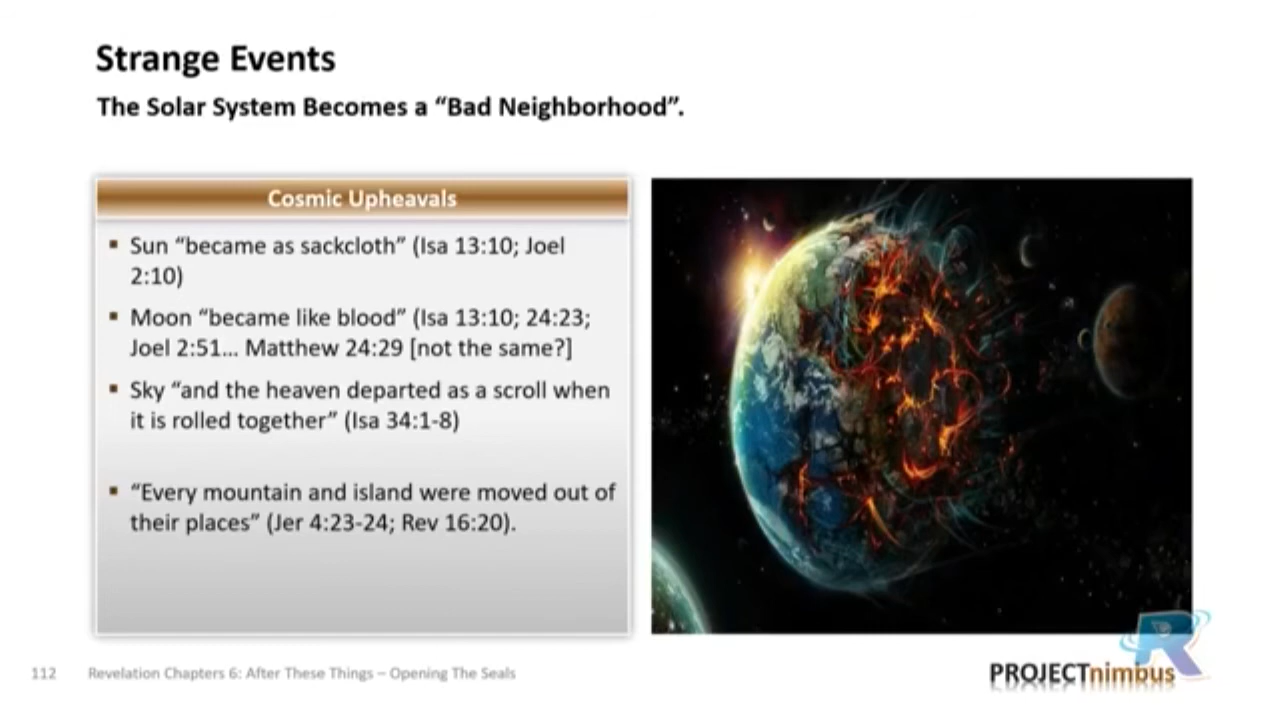 Strange Events
The Solar System Becomes a “Bad Neighborhood”.
Cosmic Upheavals
▪ Sun “became as sackcloth” (Isa 13:10; Joel
2:10)
▪ Moon “became like blood” (Isa 13:10; 24:23;
Joel 2:51… Matthew 24:29 [not the same?]
▪ Sky “and the heaven departed as a scroll when
it is rolled together” (Isa 34:1-8)
▪ “Every mountain and island were moved out of
their places” (Jer 4:23-24; Rev 16:20).
112 Revelation Chapters 6: After These Things – Opening The Seals
PROJECTnimbus
R